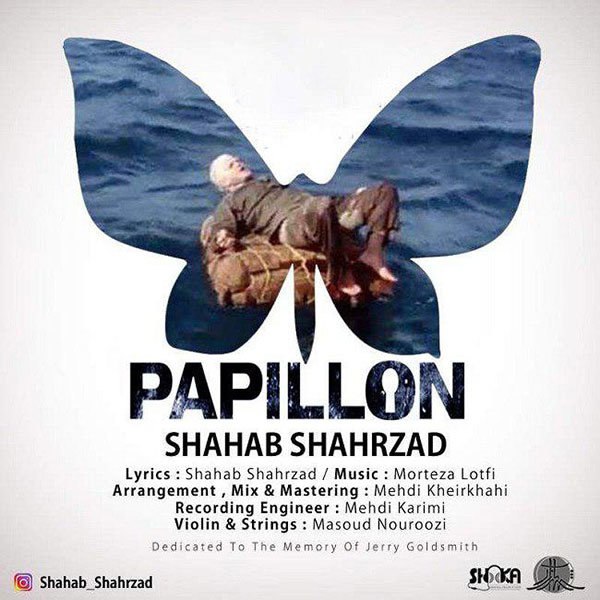 PAPILLON
SHAHAB SHAHRZAD
Lyrics : Shahab Shahrzad / Music : Morteza Lotfi
Arrangement , Mix & Mastering : Mehdi Kheirkhahi
Recording Engineer : Mehdi Karimi
Violin & Strings : Masoud Nouroozi
Dedicated To The Memory Of Jerry Goldsmith
Shahab_Shahrzad
SHOKA